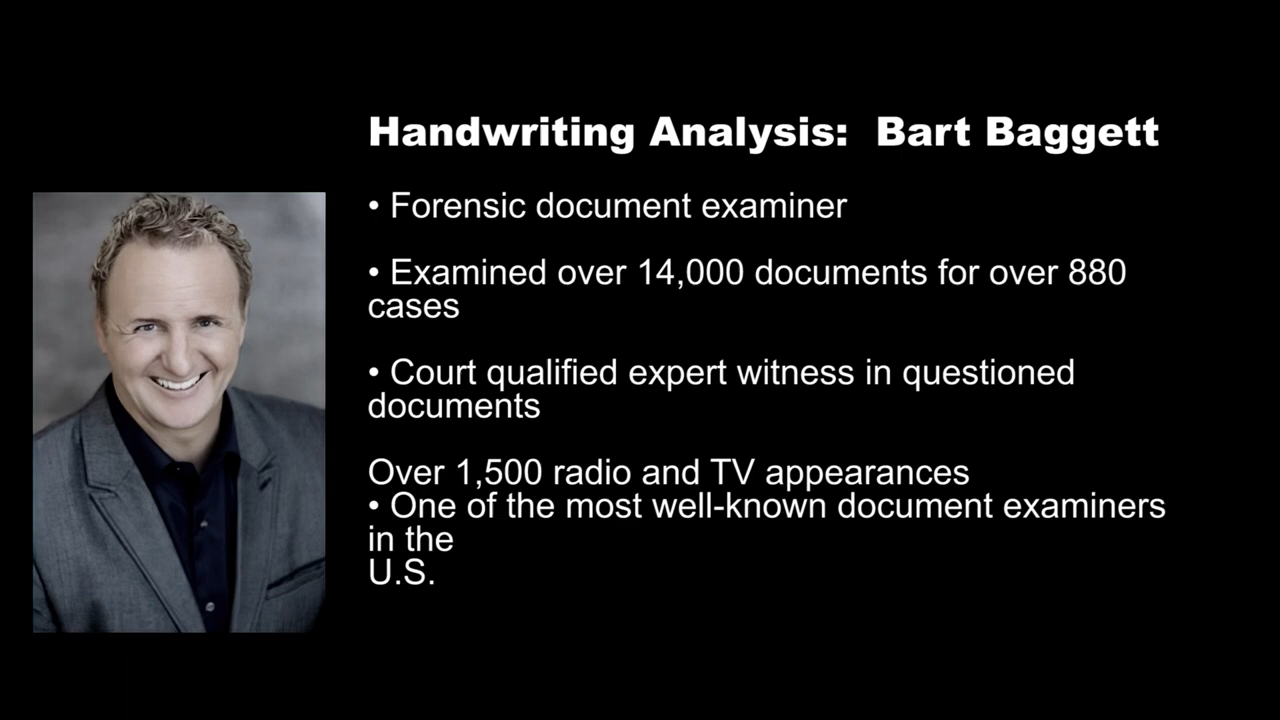 Handwriting Analysis:  Bart Baggett
• Forensic document examiner
• Examined over 14,000 documents for over 880
cases
• Court qualified expert witness in questioned
documents
Over 1,500 radio and TV appearances
• One of the most well-known document examiners
in the
U.S.